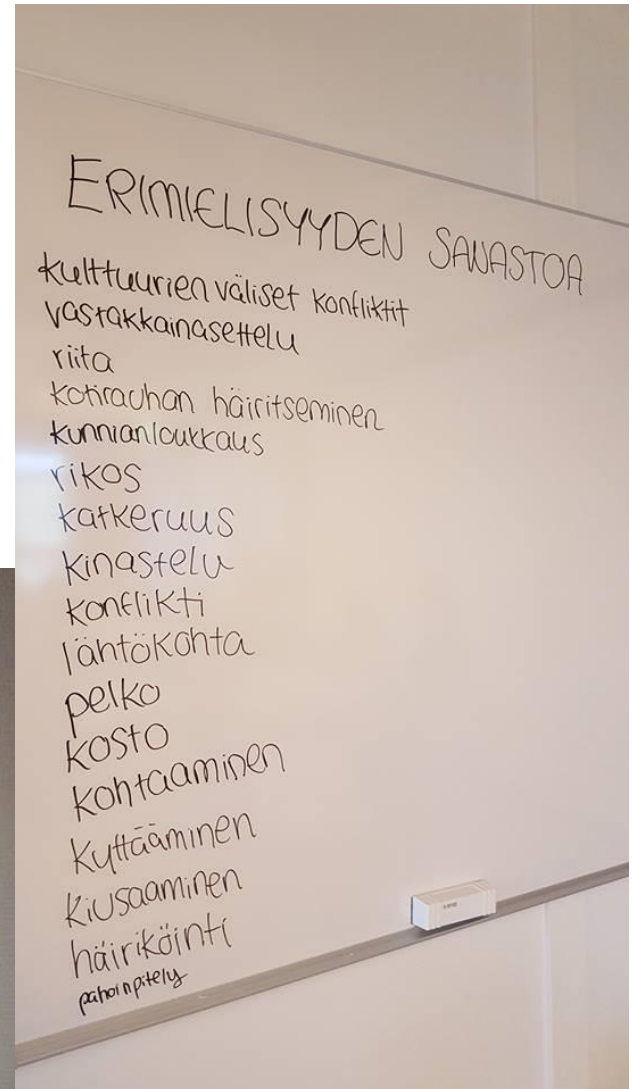 ERIMIELISYYDEN SANASTOA
kulttuurien väliset konfliktit
vastakkainasettelu
riita
kotirauhan häiritseminen
kunnianloukkaus
rikos
katkeruus
kinastelu
konflikti
lähtökohta
pelko
kosto
kohtaaminen
kyttääminen
kiusaaminen
häiriköinti
pahoinpitely